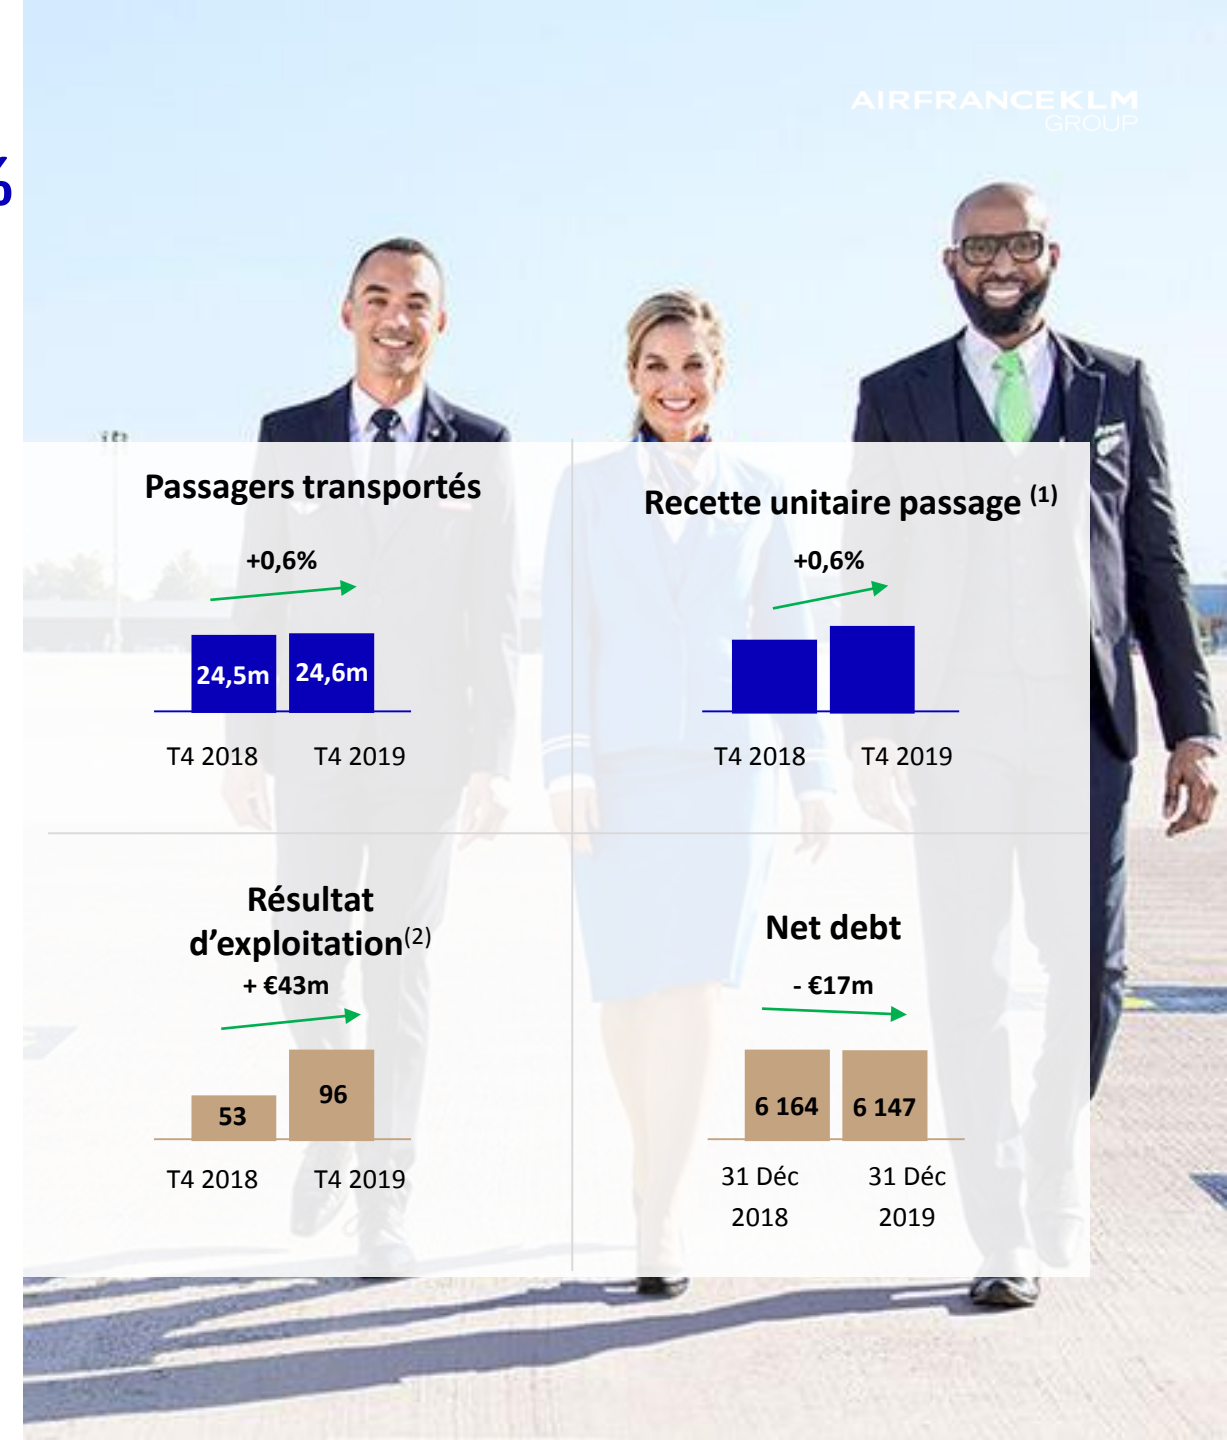 AIRFRANCEKLM
GROUP
%
Passagers transportés
+0,6%
24,5m 24,6m
T4 2018 T4 2019
Recette unitaire passage (1)
+0,6%
T4 2018 T4 2019
Résultat
d’exploitation(2)
+ €43m
53 96
T4 2018 T4 2019
Net debt
- €17m
6 164 6 147
31 Déc 31 Déc
2018 2019